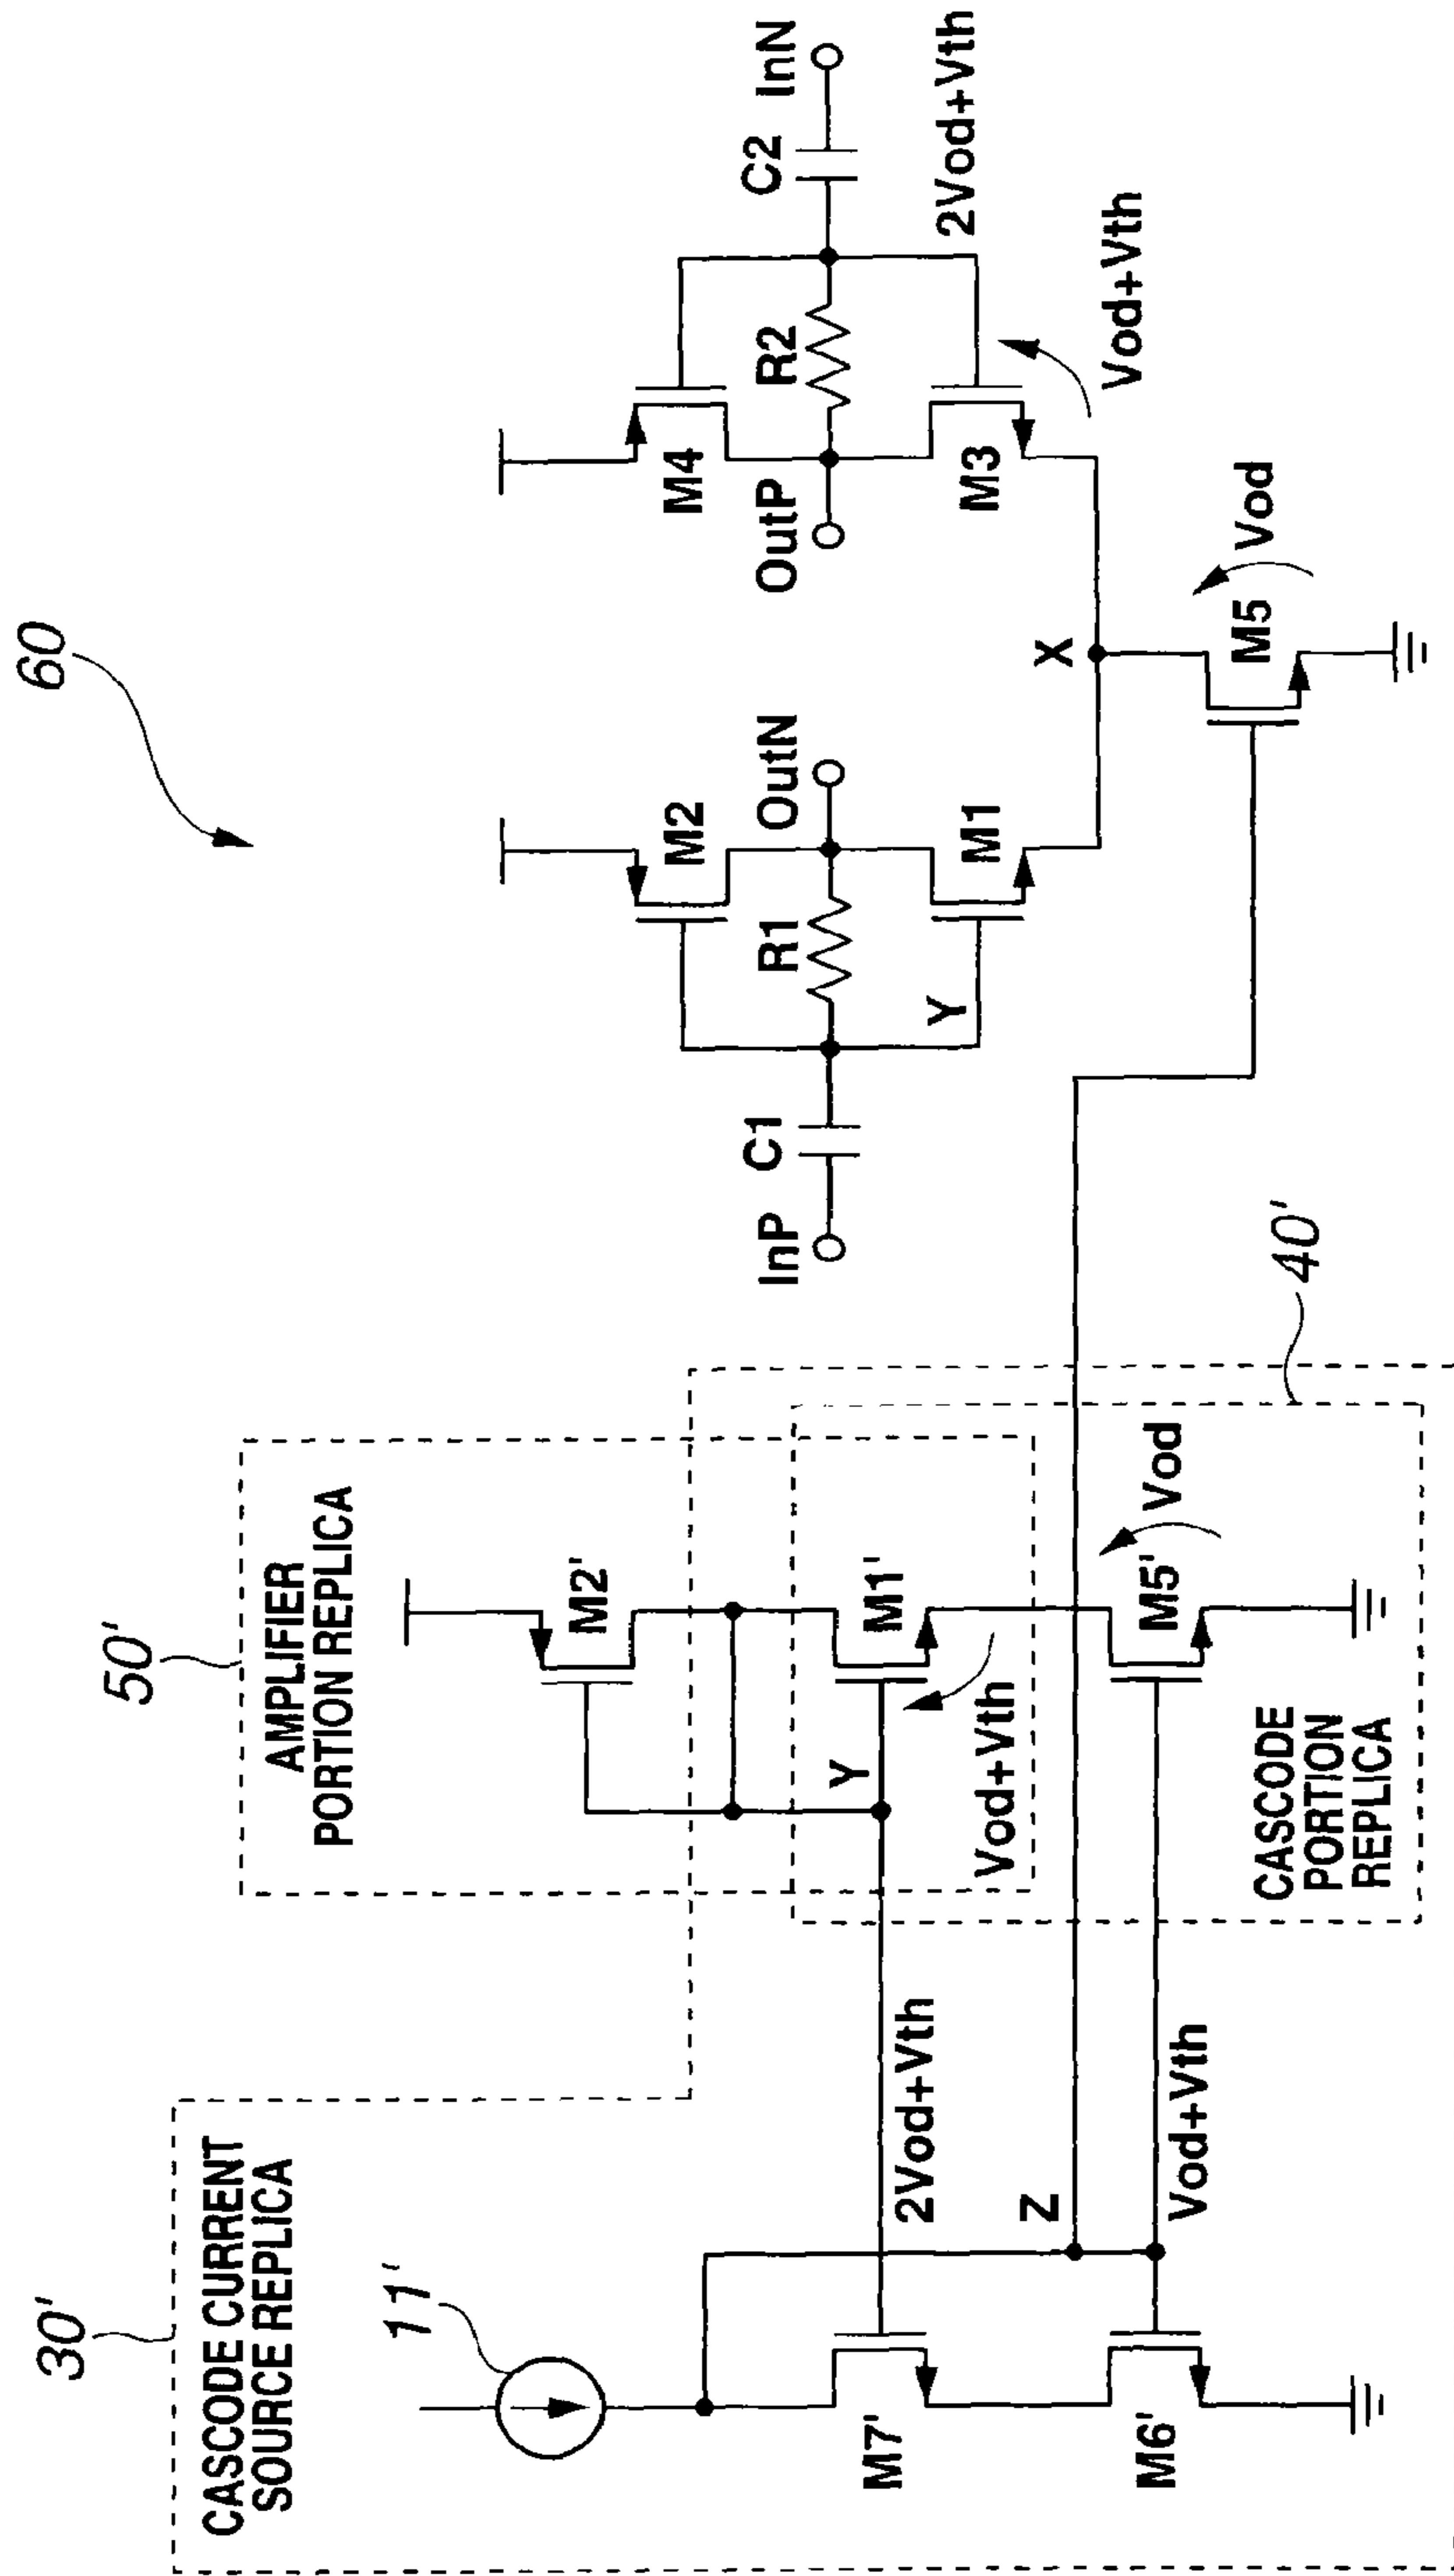 60
30'
CASCODE CURRENT
SOURCE REPLICA
11'
M7'
M6'
2Vod+Vth
Z
Vod+Vth
50'
AMPLIFIER
PORTION REPLICA
M2'
Y
M1'
Vod+Vth
M5'
Vod
CASCODE
PORTION
REPLICA
40'
InP
C1
R1
M2
OutN
Y
M1
X
M5
Vod
M4
OutP
R2
M3
C2
InN
2Vod+Vth
Vod+Vth